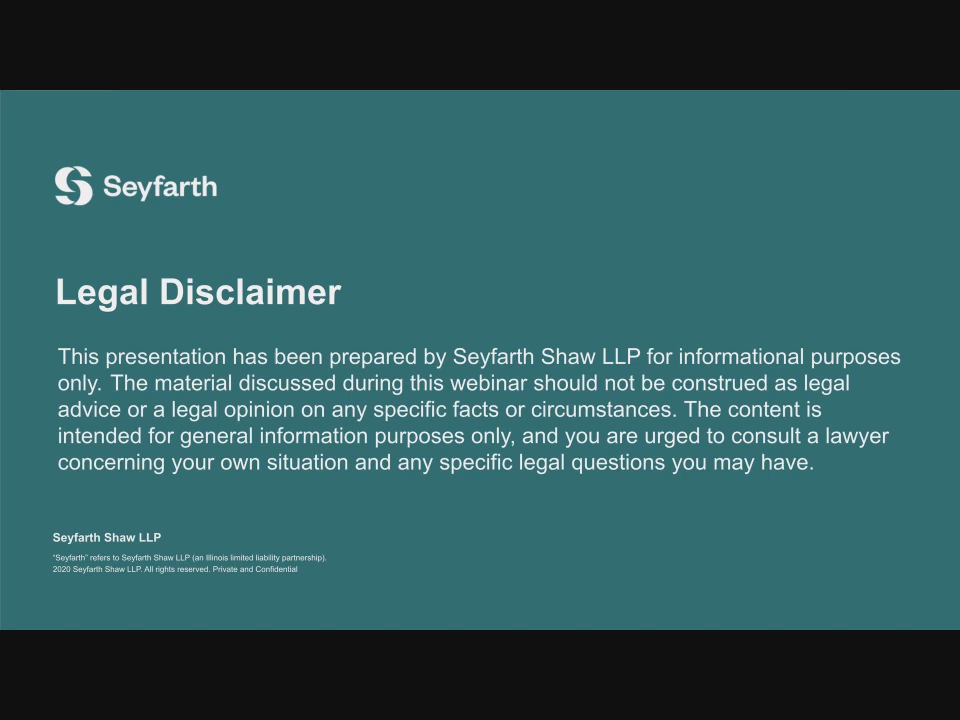 Seyfarth
Legal Disclaimer
This presentation has been prepared by Seyfarth Shaw LLP for informational purposes
only. The material discussed during this webinar should not be construed as legal
advice or a legal opinion on any specific facts or circumstances. The content is
intended for general information purposes only, and you are urged to consult a lawyer
concerning your own situation and any specific legal questions you may have.
Seyfarth Shaw LLP
“Seyfarth” refers to Seyfarth Shaw LLP (an Illinois limited liability partnership).
2020 Seyfarth Shaw LLP. All rights reserved. Private and Confidential